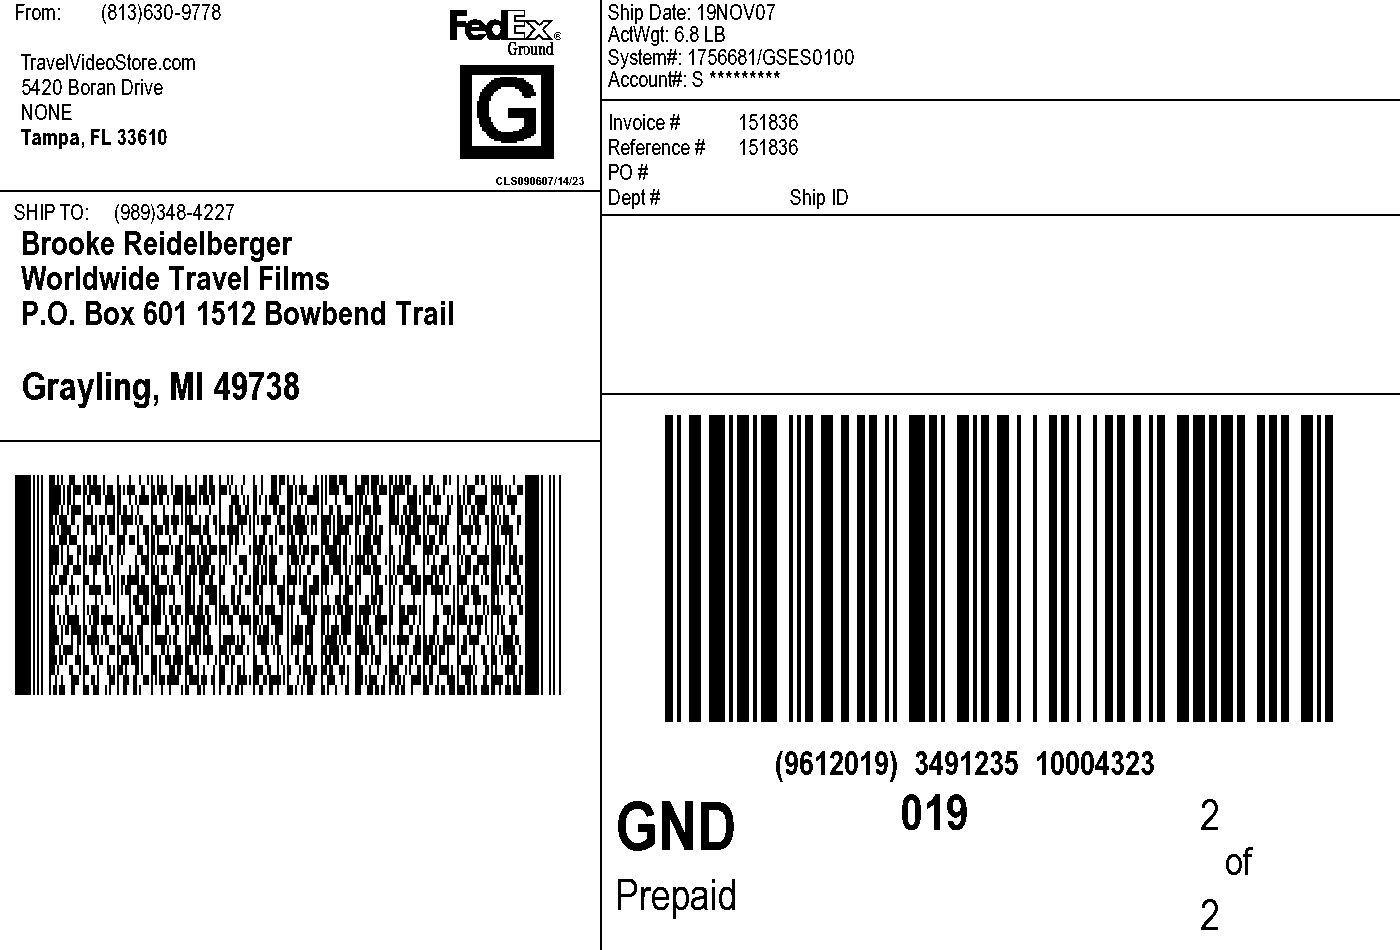 From: (813)630-9778
TravelVideoStore.com
5420 Boran Drive
NONE
Tampa, FL 33610
FedEx®
Ground
G
CLS090607/14/23
Ship Date: 19NOV07
ActWgt: 6.8 LB
System#: 1756681/GSES0100
Account#: S *********
Invoice # 151836
Reference # 151836
PO #
Dept # Ship ID
SHIP TO: (989)348-4227
Brooke Reidelberger
Worldwide Travel Films
P.O. Box 601 1512 Bowbend Trail
Grayling, MI 49738
(9612019) 3491235 10004323
GND 019 2
of
Prepaid 2